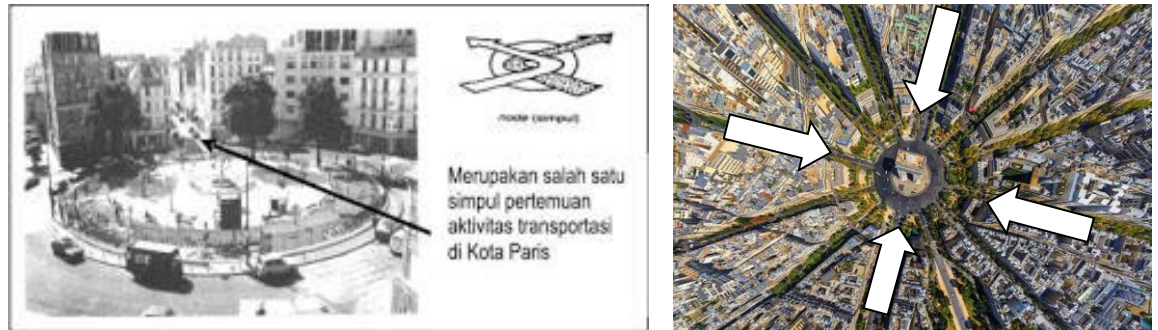 node (simpul)
Merupakan salah satu
simpul pertemuan
aktivitas transportasi
di Kota Paris